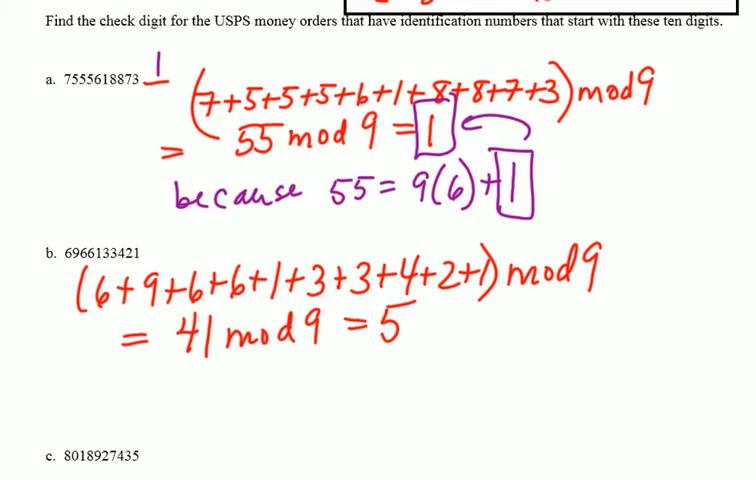 Find the check digit for the USPS money orders that have identification numbers that start with these ten digits.
a. 7555618873 1
(7+5+5+5+6+1+8+8+7+3) mod 9
= 55 mod 9 = 1
because 55 = 9(6)+1
b. 6966133421
(6+9+6+6+1+3+3+4+2+1) mod 9
= 41 mod 9 = 5
c. 8018927435